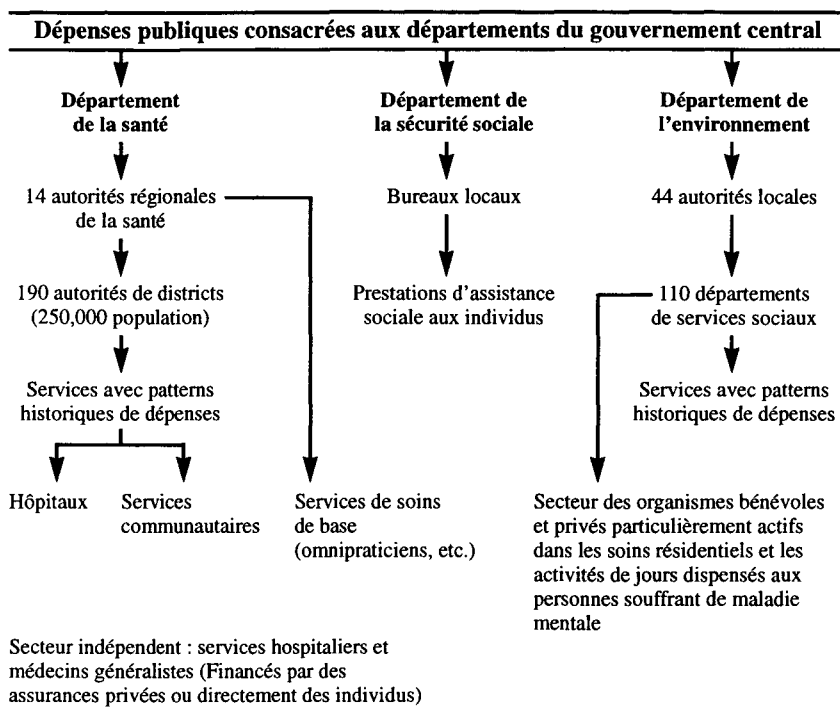 Dépenses publiques consacrées aux départements du gouvernement central
Département
de la santé
Département de
la sécurité sociale
Département de
l'environnement
14 autorités régionales
de la santé
Bureaux locaux
44 autorités locales
190 autorités de districts
(250,000 population)
Prestations d'assistance
sociale aux individus
110 départements
de services sociaux
Services avec patterns
historiques de dépenses
Services avec patterns
historiques de dépenses
Hôpitaux
Services
communautaires
Services de soins
de base
(omnipraticiens, etc.)
Secteur des organismes bénévoles
et privés particulièrement actifs
dans les soins résidentiels et les
activités de jours dispensés aux
personnes souffrant de maladie
mentale
Secteur indépendent : services hospitaliers et
médecins généralistes (Financés par des
assurances privées ou directement des individus)